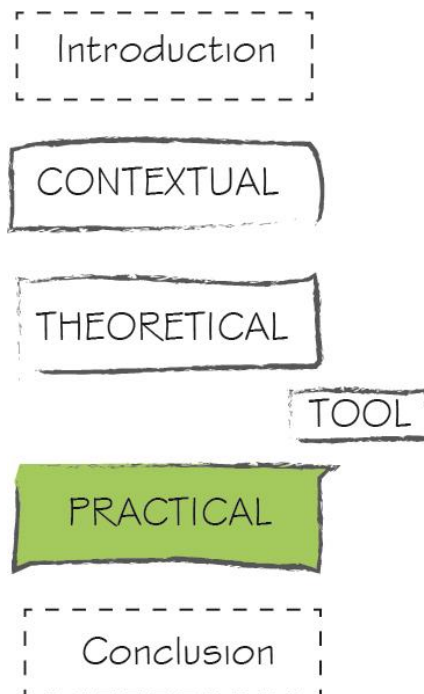 Introduction
CONTEXTUAL
THEORETICAL
TOOL
PRACTICAL
Conclusion